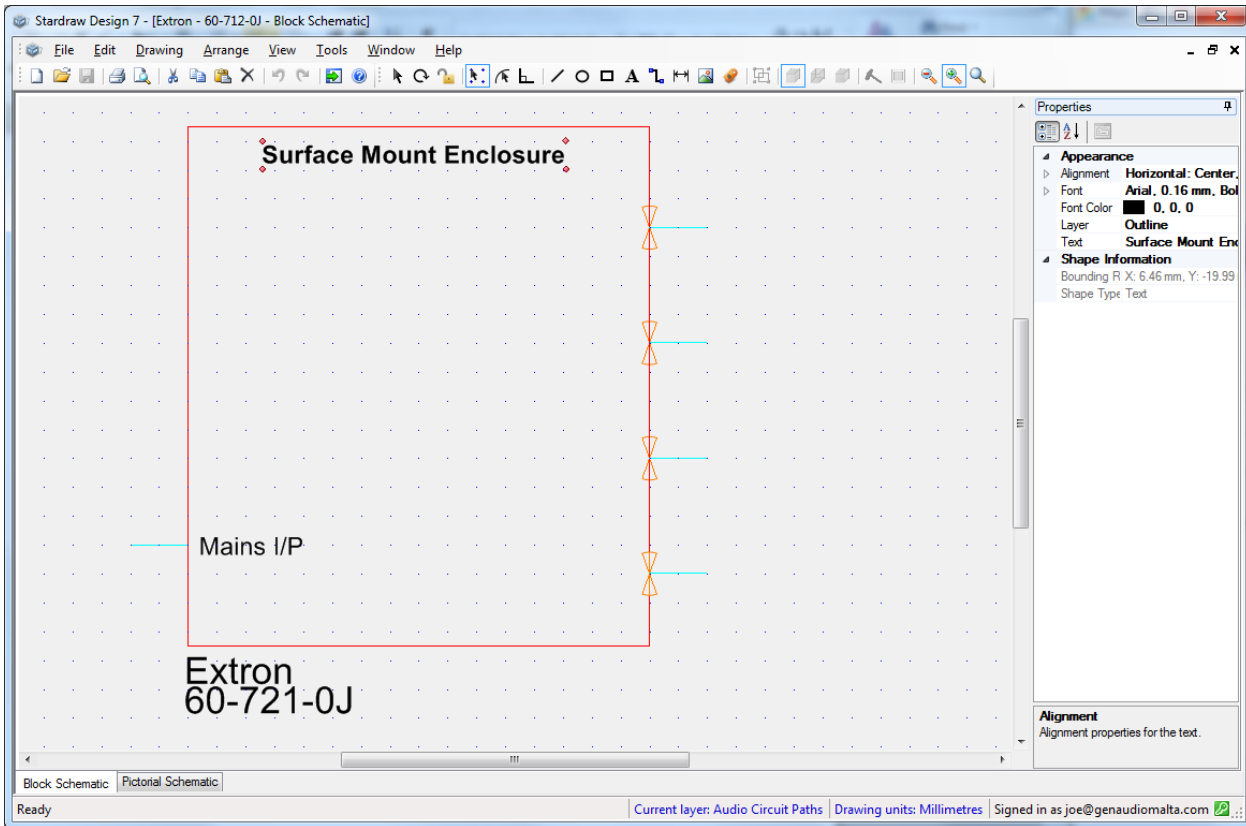 Stardraw Design 7 - [Extron - 60-712-0J - Block Schematic]
File Edit Drawing Arrange View Tools Window Help
Properties
Surface Mount Enclosure
Appearance
Alignment Horizontal: Center,
Font Arial, 0.16 mm, Bol
Font Color 0, 0, 0
Layer Outline
Text Surface Mount Enc
Shape Information
Bounding R X: 6.46 mm, Y: -19.99
Shape Type Text
Mains I/P
Extron
60-721-0J
Alignment
Alignment properties for the text.
Block Schematic Pictorial Schematic
Ready Current layer: Audio Circuit Paths Drawing units: Millimetres Signed in as joe@genaudiomalta.com